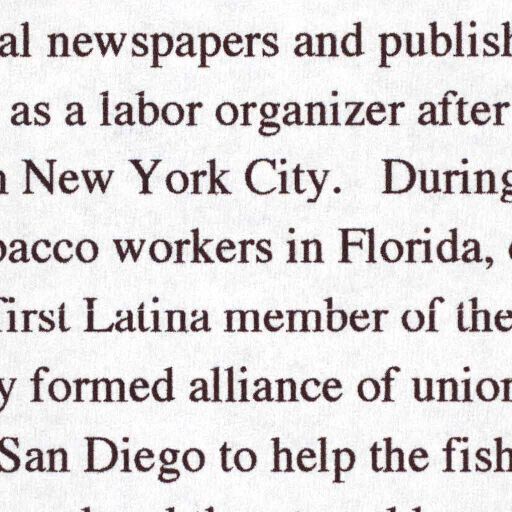 al newspapers and publish
as a labor organizer after
n New York City. During
bacco workers in Florida,
first Latina member of the
y formed alliance of union
San Diego to help the fish